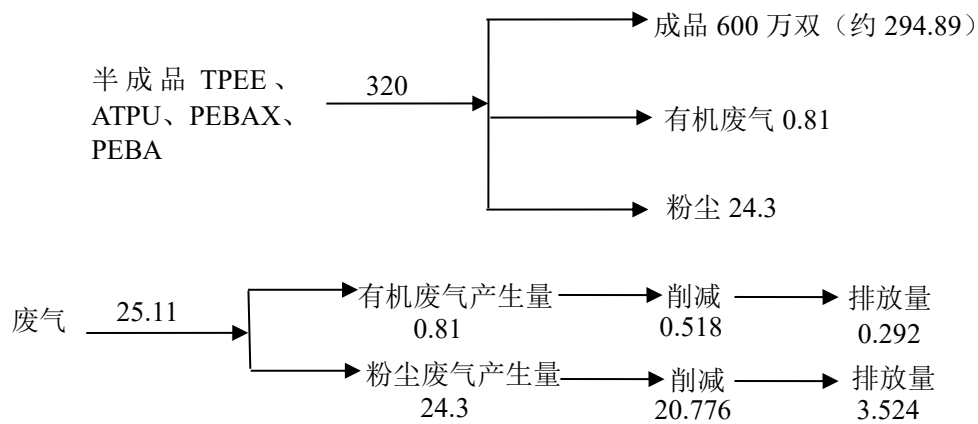 成品 600 万双（约 294.89）
半成品 TPEE、
320
ATPU、PEBAX、
PEBA
有机废气 0.81
粉尘 24.3
废气
25.11
有机废气产生量
0.81
削减
0.518
排放量
0.292
粉尘废气产生量
24.3
削减
20.776
排放量
3.524